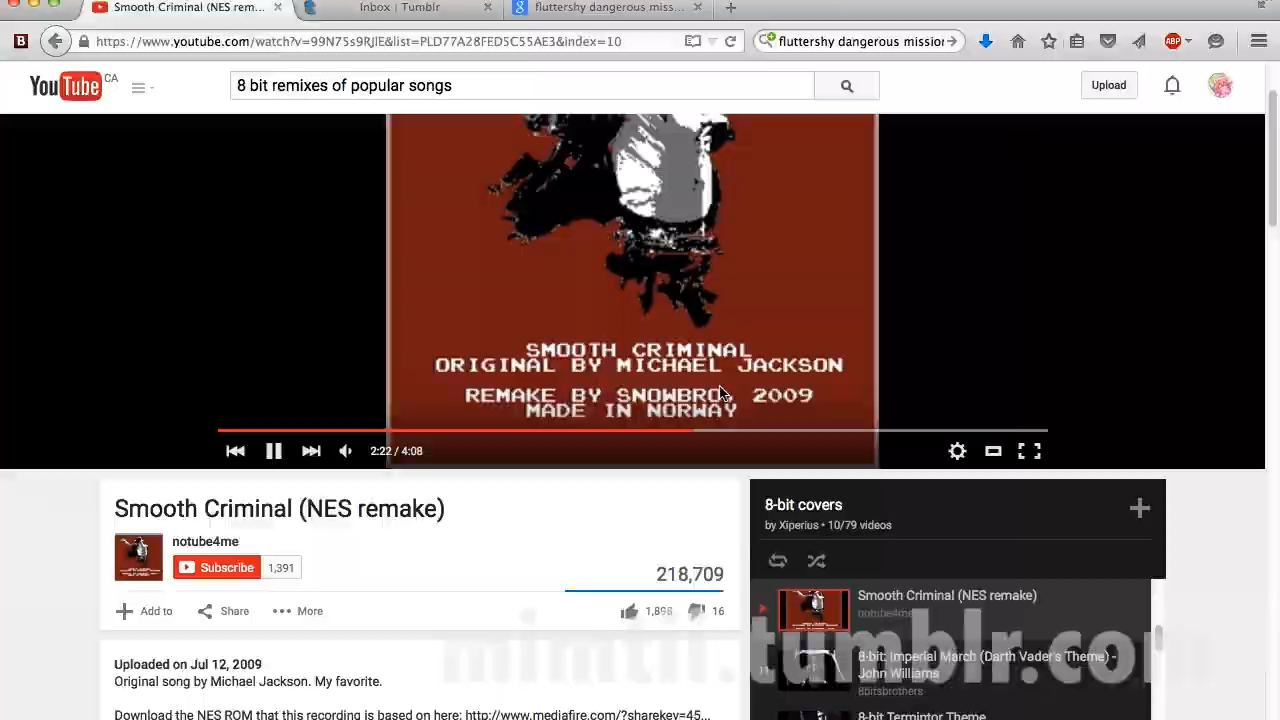 Smooth Criminal (NES rem...
Inbox | Tumblr
fluttershy dangerous miss...
https://www.youtube.com/watch?v=99N75s9RJlE&list=PLD77A28FED5C55AE3&index=10
fluttershy dangerous mission
ABP
YouTube CA
8 bit remixes of popular songs
Upload
SMOOTH CRIMINAL
ORIGINAL BY MICHAEL JACKSON
REMAKE BY SNOWBRO 2009
MADE IN NORWAY
2:22 / 4:08
Smooth Criminal (NES remake)
notube4me
Subscribe 1,391
218,709
Add to Share More 1,898 16
Uploaded on Jul 12, 2009
Original song by Michael Jackson. My favorite.
Download the NES ROM that this recording is based on here: http://www.mediafire.com/?sharekey=45...
8-bit covers
by Xiperius • 10/79 videos
Smooth Criminal (NES remake)
notube4me
.tumblr.com
11
8-bit: Imperial March (Darth Vader's Theme) -
John Williams
8bitsbrothers
8-bit Termintor Theme